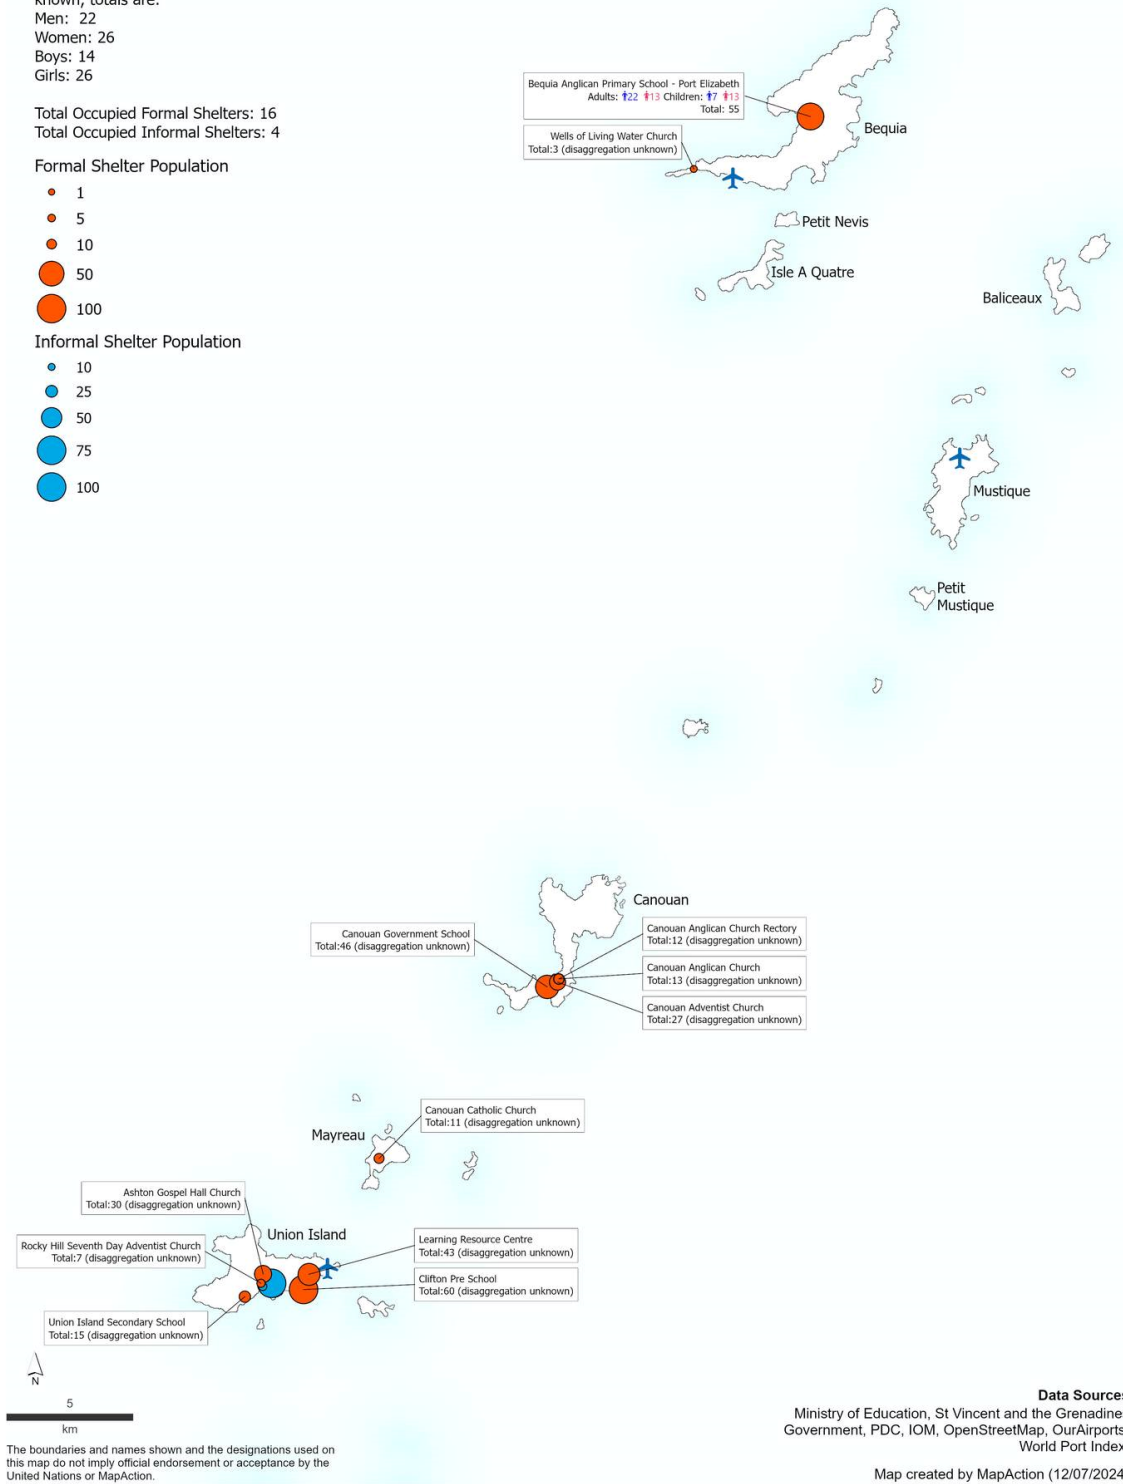 known, totals are:
Men: 22
Women: 26
Boys: 14
Girls: 26
Total Occupied Formal Shelters: 16
Total Occupied Informal Shelters: 4
Formal Shelter Population
1
5
10
50
100
Informal Shelter Population
10
25
50
75
100
Bequia Anglican Primary School - Port Elizabeth
Adults: 22 13 Children: 7 13
Total: 55
Bequia
Wells of Living Water Church
Total:3 (disaggregation unknown)
Petit Nevis
Isle A Quatre
Baliceaux
Mustique
Petit
Mustique
Canouan
Canouan Government School
Total:46 (disaggregation unknown)
Canouan Anglican Church Rectory
Total:12 (disaggregation unknown)
Canouan Anglican Church
Total:13 (disaggregation unknown)
Canouan Adventist Church
Total:27 (disaggregation unknown)
Canouan Catholic Church
Total:11 (disaggregation unknown)
Mayreau
Ashton Gospel Hall Church
Total:30 (disaggregation unknown)
Union Island
Rocky Hill Seventh Day Adventist Church
Total:7 (disaggregation unknown)
Learning Resource Centre
Total:43 (disaggregation unknown)
Clifton Pre School
Total:60 (disaggregation unknown)
Union Island Secondary School
Total:15 (disaggregation unknown)
N
5
km
The boundaries and names shown and the designations used on
this map do not imply official endorsement or acceptance by the
United Nations or MapAction.
Data Sources
Ministry of Education, St Vincent and the Grenadine
Government, PDC, IOM, OpenStreetMap, OurAirports
World Port Index
Map created by MapAction (12/07/2024